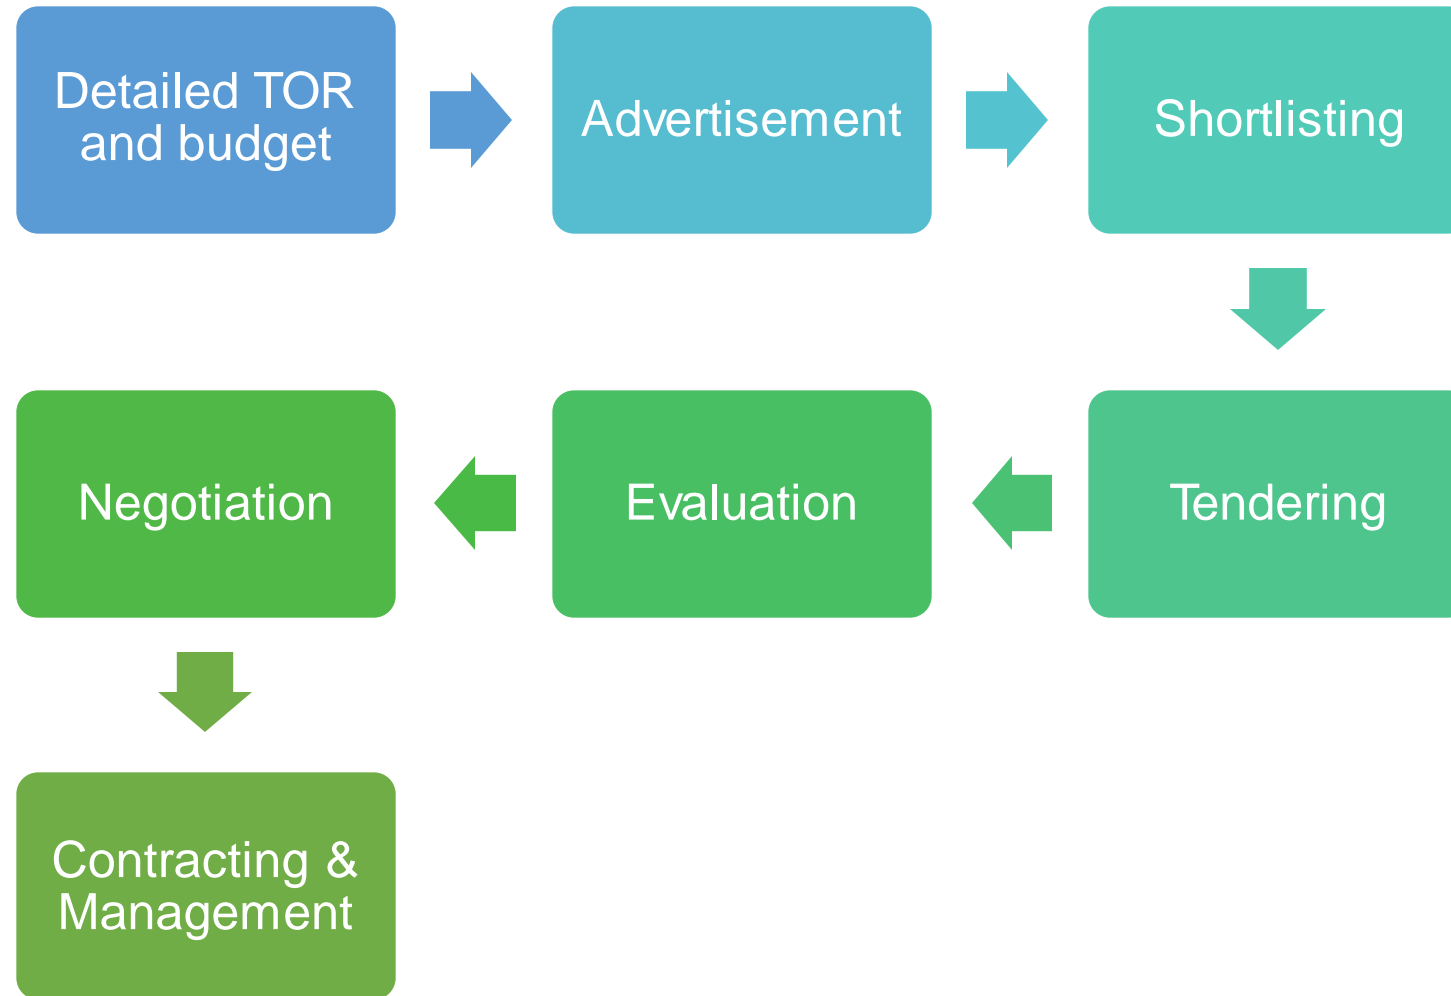 Detailed TOR
and budget
Advertisement
Shortlisting
Tendering
Evaluation
Negotiation
Contracting &
Management